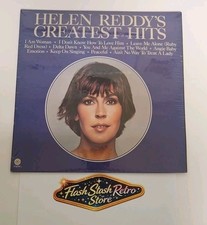 HELEN REDDY'S
GREATEST HITS
I Am Woman • I Don't Know How To Love Him • Leave Me Alone (Ruby
Red Dress) • Delta Dawn • You And Me Against The World • Angie Baby
Emotion • Keep On Singing • Peaceful • Ain't No Way To Treat A Lady
Flash Stash Retro
Store